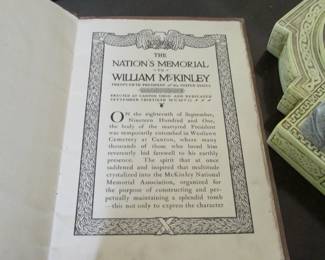 THE
NATION'S MEMORIAL
TO
WILLIAM McKINLEY
TWENTY-FIFTH PRESIDENT of the UNITED STATES
ERECTED AT CANTON OHIO AND DEDICATED
SEPTEMBER THIRTIETH MCMVII
ON the eighteenth of September,
Nineteen Hundred and One,
the body of the martyred President
was temporarily entombed in Westlawn
Cemetery at Canton, where many
thousands of those who loved him
reverently bid farewell to his earthly
presence. The spirit that at once
saddened and inspired that multitude
crystalized into the McKinley National
Memorial Association, organized for
the purpose of constructing and per-
petually maintaining a splendid tomb
—this not only to express the character